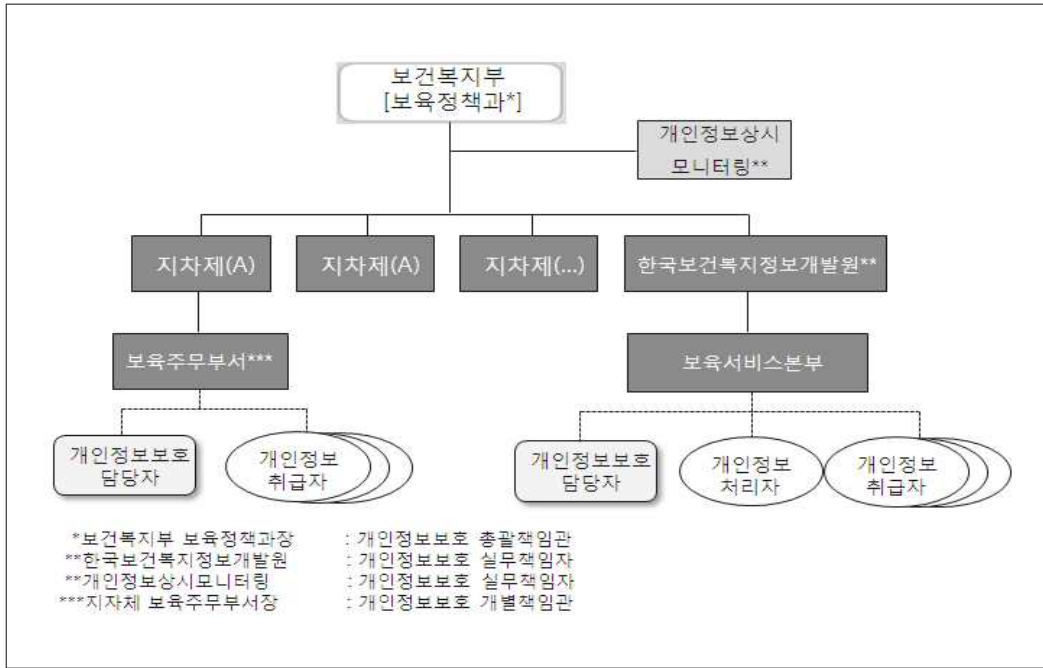 보건복지부
[보육정책과*]
개인정보상시
모니터링**
지차제(A)
지차제(A)
지차제(...)
한국보건복지정보개발원**
보육주무부서***
보육서비스본부
개인정보보호
담당자
개인정보
취급자
개인정보보호
담당자
개인정보
처리자
개인정보
취급자
*보건복지부 보육정책과장 : 개인정보보호 총괄책임관
**한국보건복지정보개발원 : 개인정보보호 실무책임자
**개인정보상시모니터링 : 개인정보보호 실무책임자
***지자체 보육주무부서장 : 개인정보보호 개별책임관